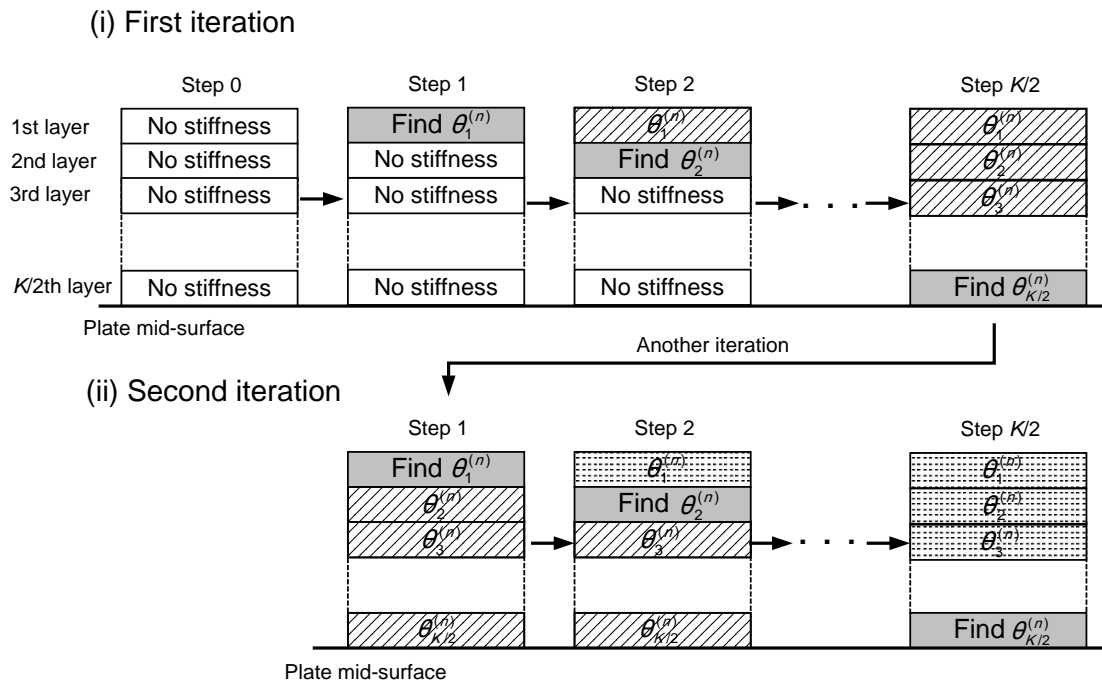 (i) First iteration
Step 0 Step 1 Step 2 Step K/2
1st layer No stiffness Find θ₁⁽ⁿ⁾ θ₁⁽ⁿ⁾ θ₁⁽ⁿ⁾
2nd layer No stiffness No stiffness Find θ₂⁽ⁿ⁾ θ₂⁽ⁿ⁾
3rd layer No stiffness No stiffness No stiffness θ₃⁽ⁿ⁾
. . .
K/2th layer No stiffness No stiffness No stiffness Find θ_{K/2}⁽ⁿ⁾
Plate mid-surface
Another iteration
(ii) Second iteration
Step 1 Step 2 Step K/2
Find θ₁⁽ⁿ⁾ θ₁⁽ⁿ⁾ θ₁⁽ⁿ⁾
θ₂⁽ⁿ⁾ Find θ₂⁽ⁿ⁾ θ₂⁽ⁿ⁾
θ₃⁽ⁿ⁾ θ₃⁽ⁿ⁾ . . . θ₃⁽ⁿ⁾
θ_{K/2}⁽ⁿ⁾ θ_{K/2}⁽ⁿ⁾ Find θ_{K/2}⁽ⁿ⁾
Plate mid-surface